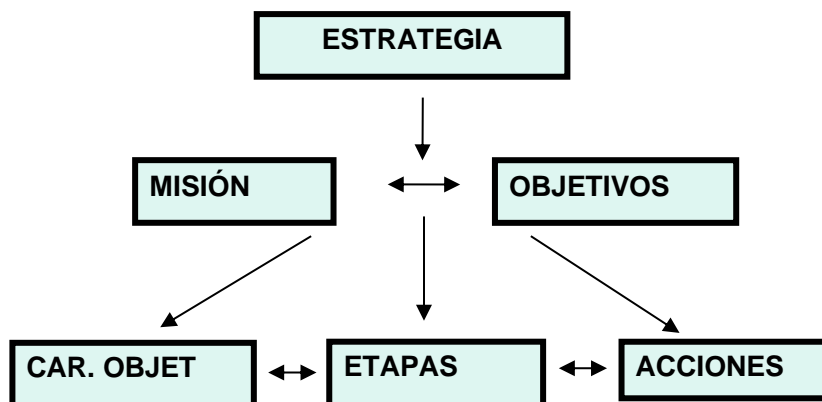 ESTRATEGIA
MISIÓN
OBJETIVOS
CAR. OBJET
ETAPAS
ACCIONES